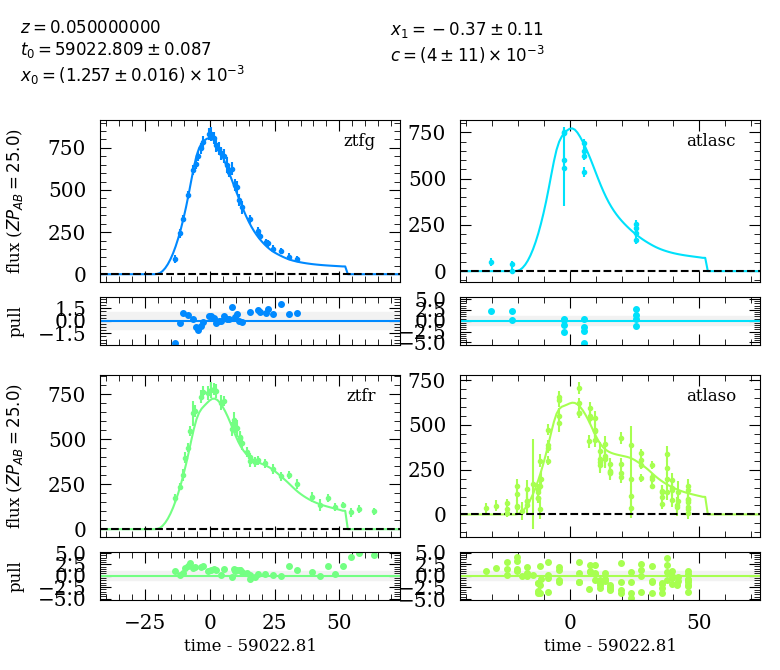 z = 0.050000000
t₀ = 59022.809 ± 0.087
x₀ = (1.257 ± 0.016) × 10⁻³
x₁ = −0.37 ± 0.11
c = (4 ± 11) × 10⁻³
flux (ZP_AB = 25.0)
750
500
250
0
ztfg
750
500
250
0
atlasc
pull
1.5
0.0
−1.5
5.0
2.5
0.0
−2.5
−5.0
flux (ZP_AB = 25.0)
750
500
250
0
ztfr
750
500
250
0
atlaso
pull
5.0
2.5
0.0
−2.5
−5.0
5.0
2.5
0.0
−2.5
−5.0
−25 0 25 50
time - 59022.81
0 50
time - 59022.81